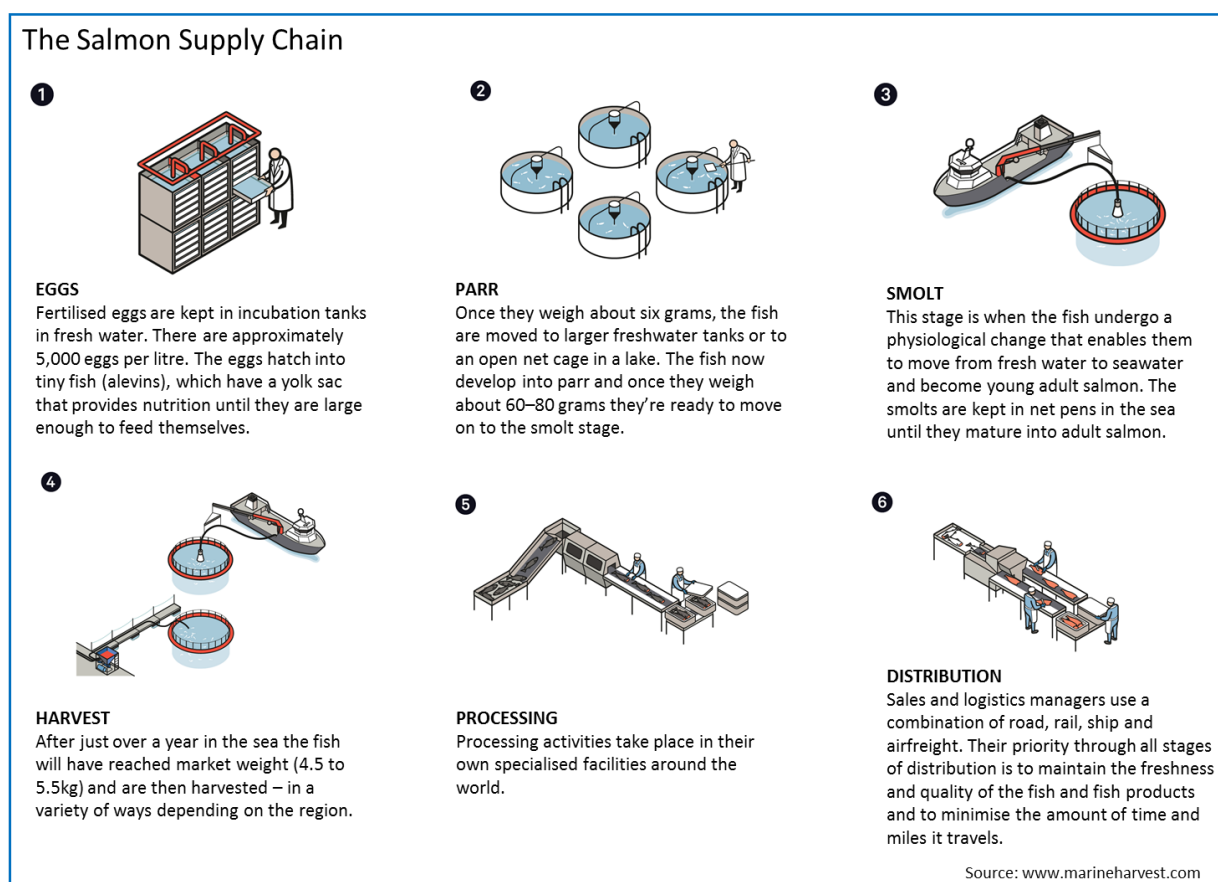 The Salmon Supply Chain
1
EGGS
Fertilised eggs are kept in incubation tanks
in fresh water. There are approximately
5,000 eggs per litre. The eggs hatch into
tiny fish (alevins), which have a yolk sac
that provides nutrition until they are large
enough to feed themselves.
2
PARR
Once they weigh about six grams, the fish
are moved to larger freshwater tanks or to
an open net cage in a lake. The fish now
develop into parr and once they weigh
about 60–80 grams they're ready to move
on to the smolt stage.
3
SMOLT
This stage is when the fish undergo a
physiological change that enables them
to move from fresh water to seawater
and become young adult salmon. The
smolts are kept in net pens in the sea
until they mature into adult salmon.
4
HARVEST
After just over a year in the sea the fish
will have reached market weight (4.5 to
5.5kg) and are then harvested – in a
variety of ways depending on the region.
5
PROCESSING
Processing activities take place in their
own specialised facilities around the
world.
6
DISTRIBUTION
Sales and logistics managers use a
combination of road, rail, ship and
airfreight. Their priority through all stages
of distribution is to maintain the freshness
and quality of the fish and fish products
and to minimise the amount of time and
miles it travels.
Source: www.marineharvest.com